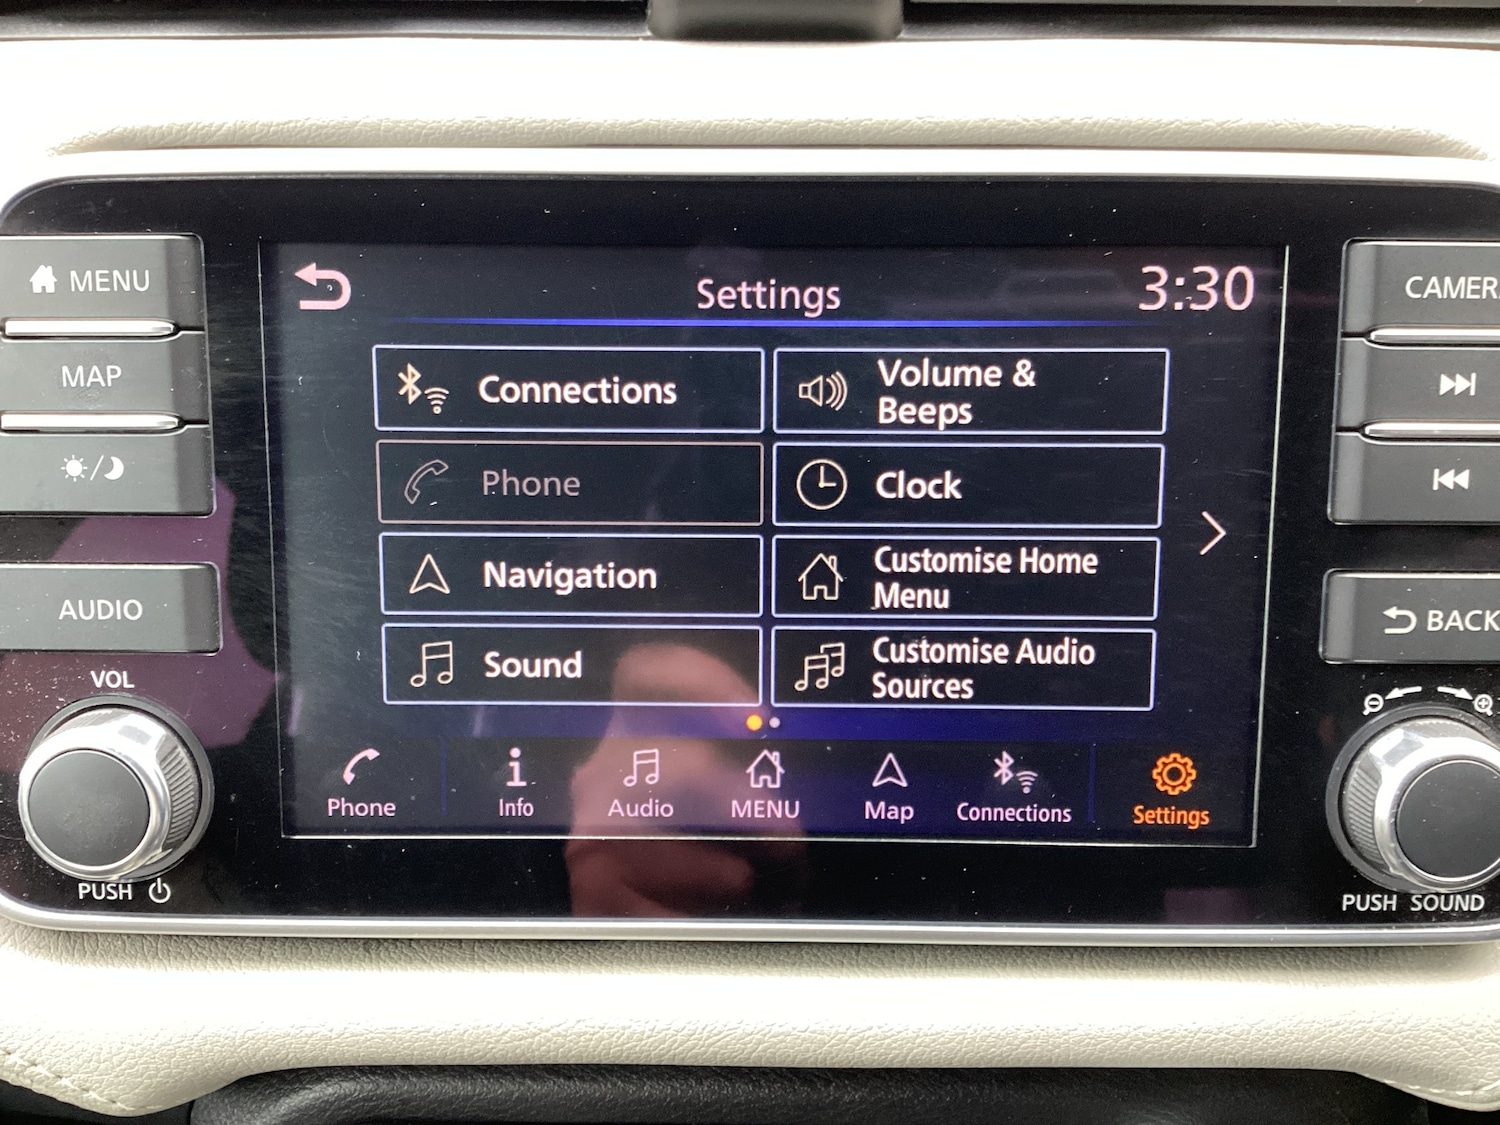 MENU
MAP
AUDIO
VOL
PUSH
Settings
3:30
Connections
Volume &
Beeps
Phone
Clock
Navigation
Customise Home
Menu
Sound
Customise Audio
Sources
Phone
Info
Audio
MENU
Map
Connections
Settings
CAMER
BACK
PUSH SOUND